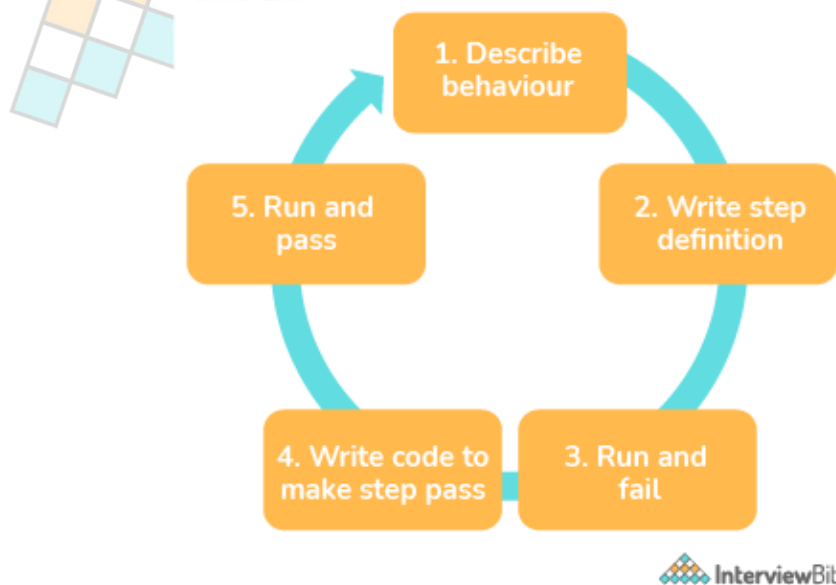 1. Describe
behaviour
2. Write step
definition
3. Run and
fail
4. Write code to
make step pass
5. Run and
pass
InterviewBit